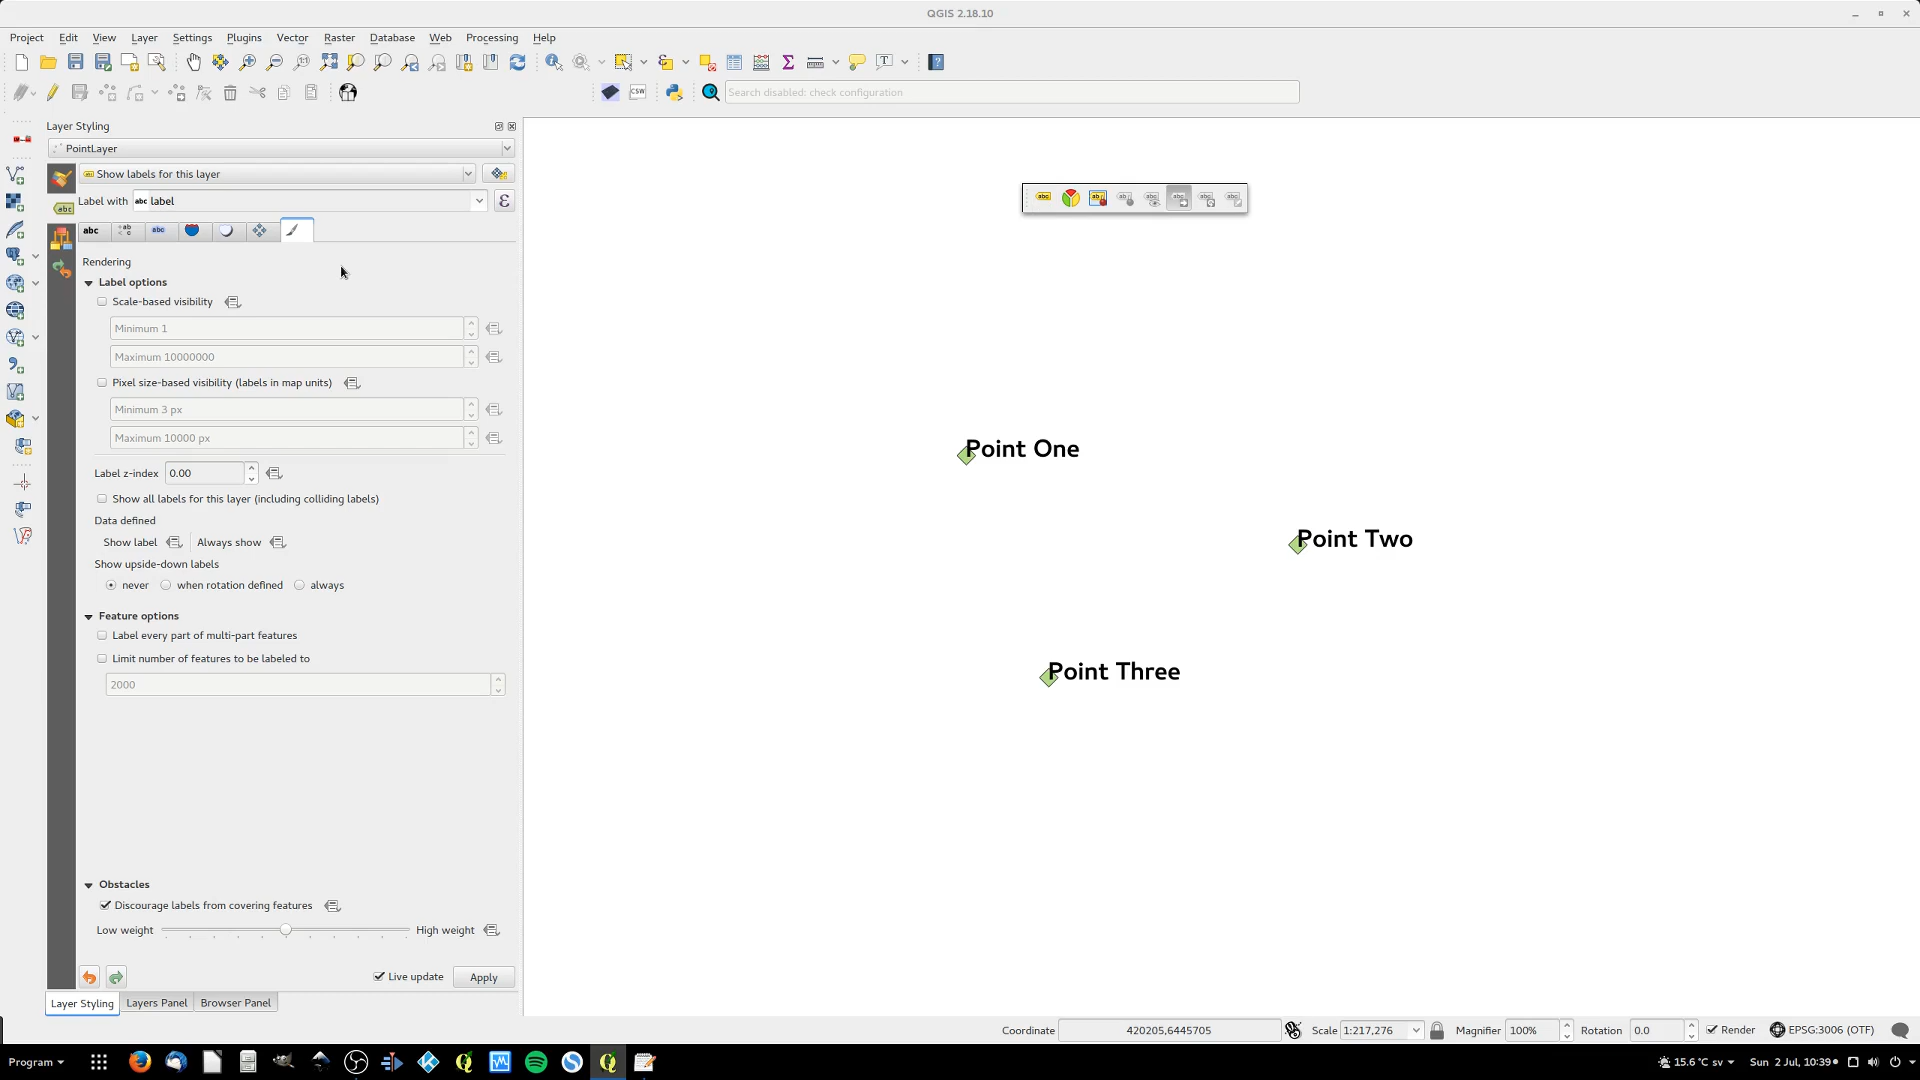 QGIS 2.18.10
Project Edit View Layer Settings Plugins Vector Raster Database Web Processing Help
CSW
Search disabled: check configuration
Layer Styling
PointLayer
Show labels for this layer
Label with abc label
abc
Rendering
Label options
Scale-based visibility
Minimum 1
Maximum 10000000
Pixel size-based visibility (labels in map units)
Minimum 3 px
Maximum 10000 px
Label z-index 0.00
Show all labels for this layer (including colliding labels)
Data defined
Show label Always show
Show upside-down labels
never when rotation defined always
Feature options
Label every part of multi-part features
Limit number of features to be labeled to
2000
Obstacles
Discourage labels from covering features
Low weight High weight
Live update Apply
Layer Styling Layers Panel Browser Panel
Point One
Point Two
Point Three
Coordinate 420205,6445705 Scale 1:217,276 Magnifier 100% Rotation 0.0 Render EPSG:3006 (OTF)
Program 15.6 °C sv Sun 2 Jul, 10:39